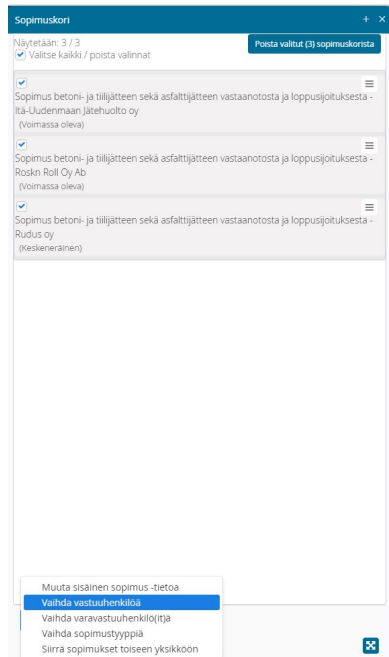 Sopimuskori
Näytetään: 3 / 3
Poista valitut (3) sopimuskorista
Valitse kaikki / poista valinnat
Sopimus betoni- ja tiilijätteen sekä asfalttijätteen vastaanotosta ja loppusijoituksesta -
Itä-Uudenmaan Jätehuolto oy
(Voimassa oleva)
Sopimus betoni- ja tiilijätteen sekä asfalttijätteen vastaanotosta ja loppusijoituksesta -
Roskn Roll Oy Ab
(Voimassa oleva)
Sopimus betoni- ja tiilijätteen sekä asfalttijätteen vastaanotosta ja loppusijoituksesta -
Rudus oy
(Keskeneräinen)
Muuta sisäinen sopimus -tietoa
Vaihda vastuuhenkilöä
Vaihda varavastuuhenkilö(it)ä
Vaihda sopimustyyppiä
Siirrä sopimukset toiseen yksikköön